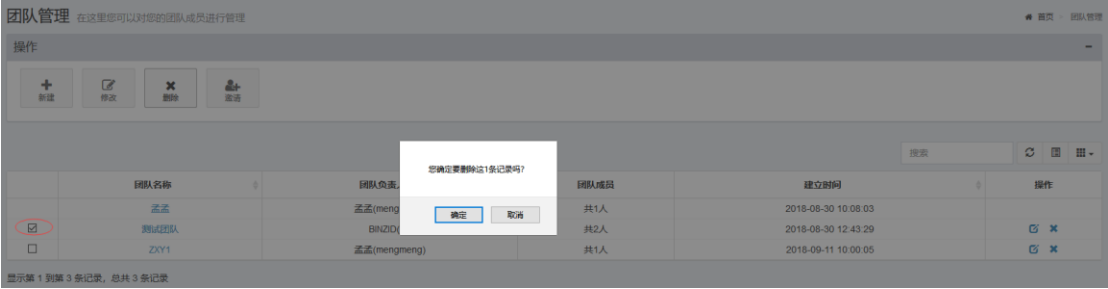 团队管理 在这里您可以对您的团队成员进行管理
首页 > 团队管理
操作
新建 修改 删除 邀请
搜索
您确定要删除这1条记录吗?
确定 取消
团队名称 团队负责 团队成员 建立时间 操作
孟孟 孟孟(meng 共1人 2018-08-30 10:08:03
测试团队 BINZID( 共2人 2018-08-30 12:43:29
ZXY1 孟孟(mengmeng) 共1人 2018-09-11 10:00:05
显示第 1 到第 3 条记录，总共 3 条记录